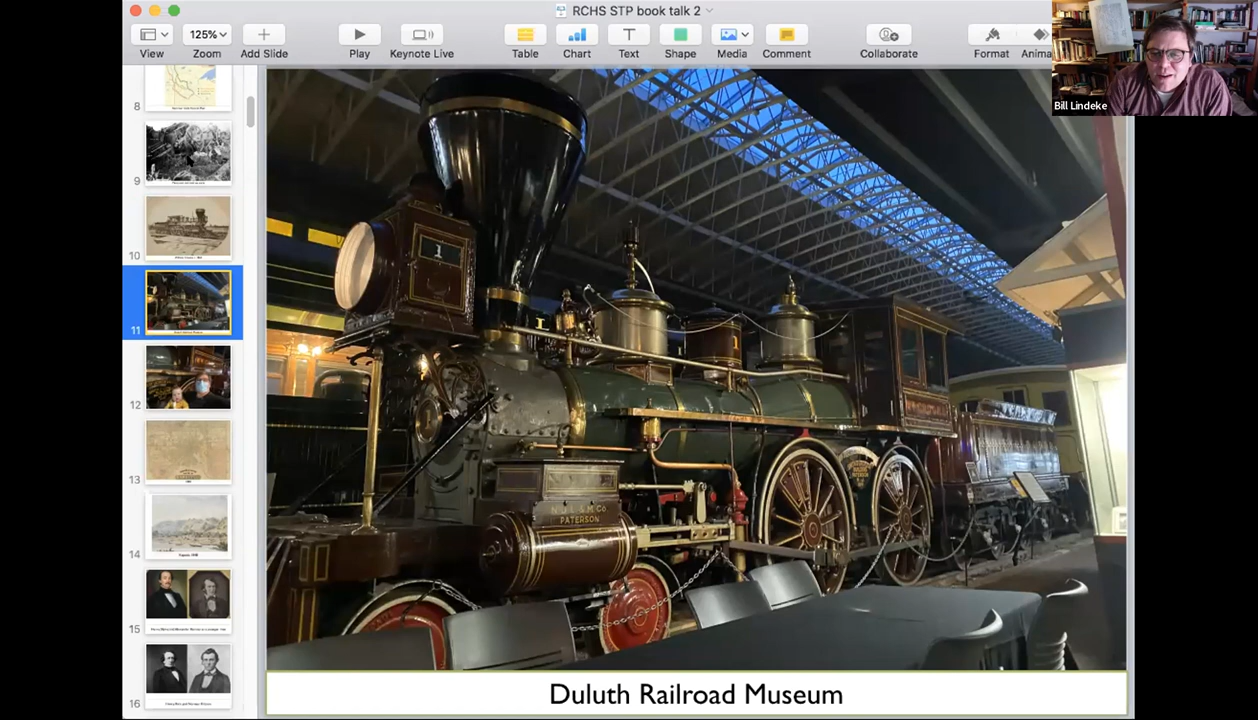 RCHS STP book talk 2
125%
View
Zoom
Add Slide
Play
Keynote Live
Table
Chart
Text
Shape
Media
Comment
Collaborate
Format
Bill Lindeke
8
9
10
11
12
13
14
15
16
1
N.J.L.& M.Co
PATERSON
Duluth Railroad Museum